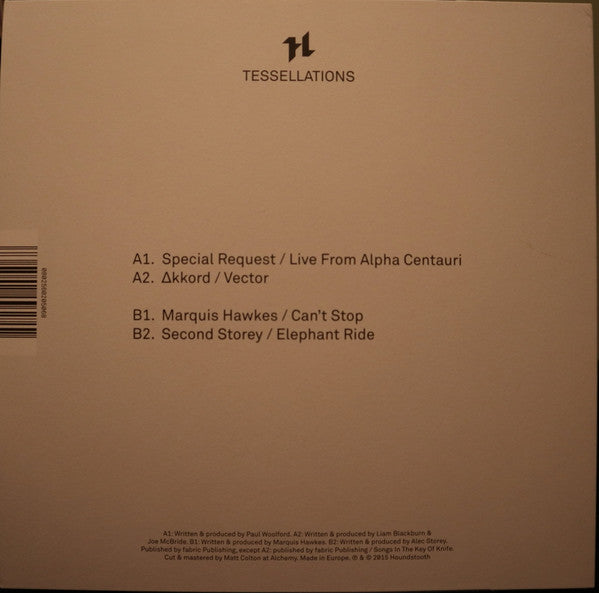 TESSELLATIONS
A1. Special Request / Live From Alpha Centauri
A2. Δkkord / Vector
B1. Marquis Hawkes / Can't Stop
B2. Second Storey / Elephant Ride
A1: Written & produced by Paul Woolford. A2: Written & produced by Liam Blackburn &
Joe McBride. B1: Written & produced by Marquis Hawkes. B2: Written & produced by Alec Storey.
Published by fabric Publishing, except A2: published by fabric Publishing / Songs In The Key Of Knife.
Cut & mastered by Matt Colton at Alchemy. Made in Europe. ℗ & © 2015 Houndstooth